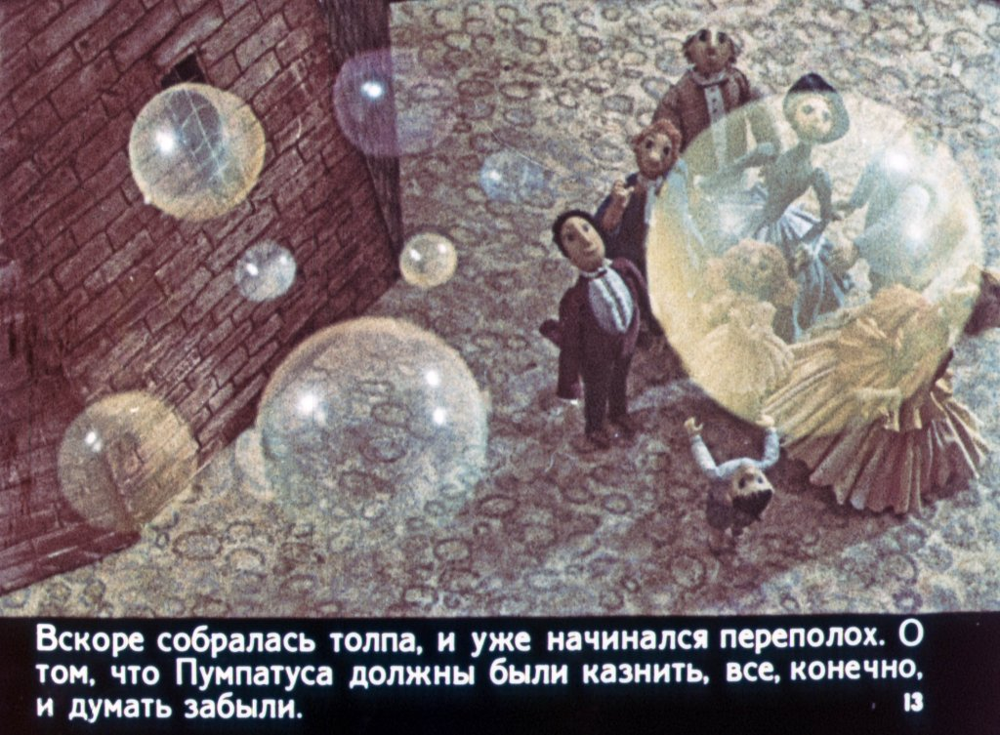 Вскоре собралась толпа, и уже начинался переполох. О
том, что Пумпатуса должны были казнить, все, конечно,
и думать забыли.
13